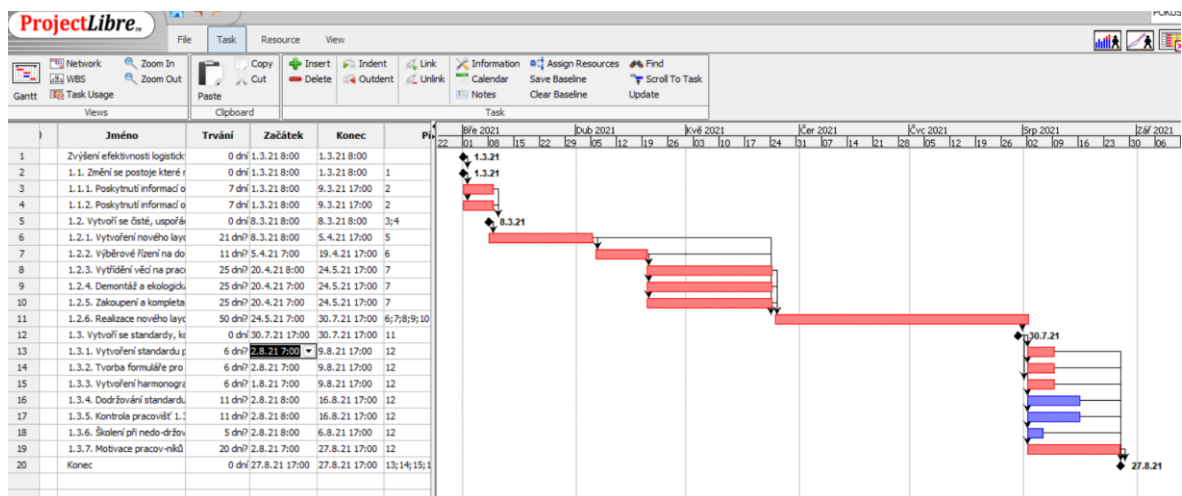 ProjectLibre
File Task Resource View
Network Zoom In Copy Insert Indent Link Information Assign Resources Find
WBS Zoom Out Cut Delete Outdent Unlink Calendar Save Baseline Scroll To Task
Gantt Task Usage Paste Notes Clear Baseline Update
Views Clipboard Task
Jméno Trvání Začátek Konec
Bře 2021 Dub 2021 Kvě 2021 Čer 2021 Čvc 2021 Srp 2021 Zář 2021
22 01 08 15 22 29 05 12 19 26 03 10 17 24 31 07 14 21 28 05 12 19 26 02 09 16 23 30 06
1 Zvýšení efektivnosti logistick 0 dní 1.3.21 8:00 1.3.21 8:00 1.3.21
2 1.1. Změní se postoje které 0 dní 1.3.21 8:00 1.3.21 8:00 1 1.3.21
3 1.1.1. Poskytnutí informací o 7 dní 1.3.21 8:00 9.3.21 17:00 2
4 1.1.2. Poskytnutí informací o 7 dní 1.3.21 8:00 9.3.21 17:00 2
5 1.2. Vytvoří se čisté, uspořá 0 dní 8.3.21 8:00 8.3.21 8:00 3;4 8.3.21
6 1.2.1. Vytvoření nového layo 21 dní? 8.3.21 8:00 5.4.21 17:00 5
7 1.2.2. Výběrové řízení na do 11 dní? 5.4.21 7:00 19.4.21 17:00 6
8 1.2.3. Vytřídění věcí na prac 25 dní? 20.4.21 8:00 24.5.21 17:00 7
9 1.2.4. Demontáž a ekologick 25 dní? 20.4.21 7:00 24.5.21 17:00 7
10 1.2.5. Zakoupení a kompleta 25 dní? 20.4.21 7:00 24.5.21 17:00 7
11 1.2.6. Realizace nového layo 50 dní? 24.5.21 7:00 30.7.21 17:00 6;7;8;9;10
12 1.3. Vytvoří se standardy, k 0 dní 30.7.21 17:00 30.7.21 17:00 11 30.7.21
13 1.3.1. Vytvoření standardu p 6 dní? 2.8.21 7:00 9.8.21 17:00 12
14 1.3.2. Tvorba formuláře pro 6 dní? 2.8.21 7:00 9.8.21 17:00 12
15 1.3.3. Vytvoření harmonogra 6 dní? 1.8.21 7:00 9.8.21 17:00 12
16 1.3.4. Dodržování standardu 11 dní? 2.8.21 8:00 16.8.21 17:00 12
17 1.3.5. Kontrola pracovišť 1. 11 dní? 2.8.21 8:00 16.8.21 17:00 12
18 1.3.6. Školení při nedo-držov 5 dní? 2.8.21 8:00 6.8.21 17:00 12
19 1.3.7. Motivace pracov-níků 20 dní? 2.8.21 7:00 27.8.21 17:00 12
20 Konec 0 dní 27.8.21 17:00 27.8.21 17:00 13;14;15;1 27.8.21